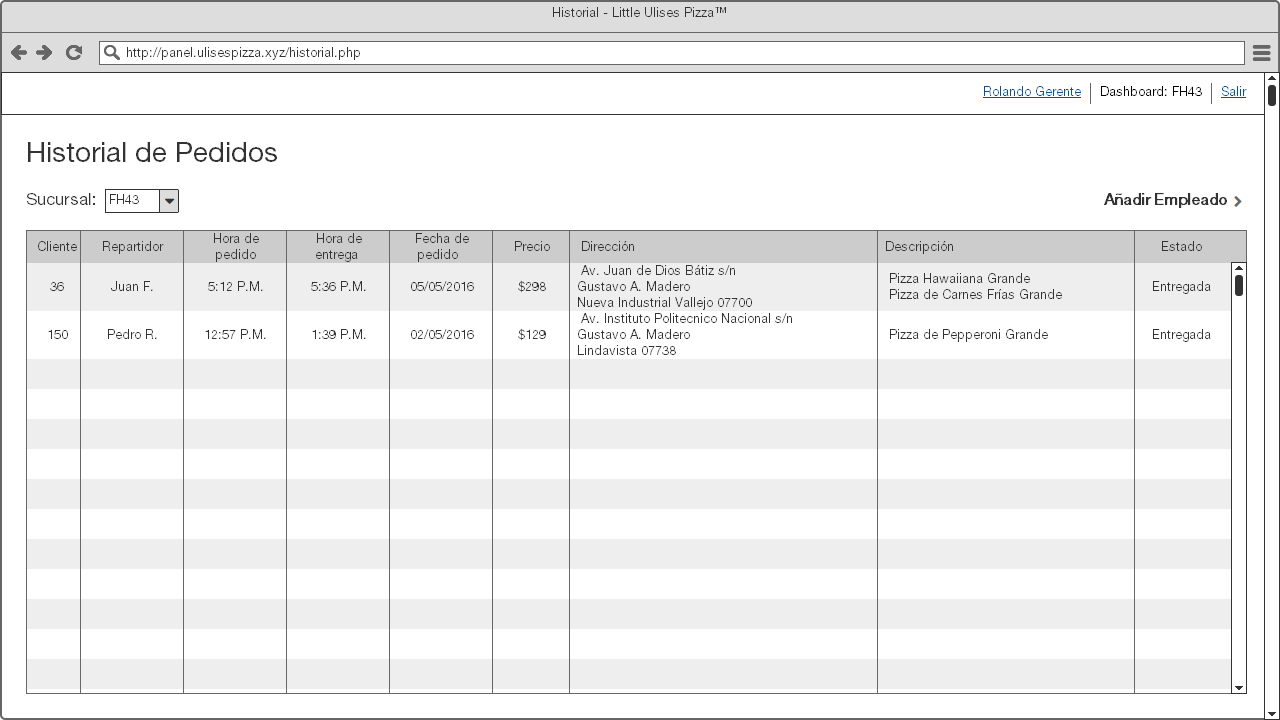 Historial - Little Ulises Pizza™
http://panel.ulisespizza.xyz/historial.php
Rolando Gerente
Dashboard: FH43
Salir
Historial de Pedidos
Sucursal:
FH43
Añadir Empleado
Cliente
Repartidor
Hora de
pedido
Hora de
entrega
Fecha de
pedido
Precio
Dirección
Descripción
Estado
36
Juan F.
5:12 P.M.
5:36 P.M.
05/05/2016
$298
Av. Juan de Dios Bátiz s/n
Gustavo A. Madero
Nueva Industrial Vallejo 07700
Pizza Hawaiiana Grande
Pizza de Carnes Frías Grande
Entregada
150
Pedro R.
12:57 P.M.
1:39 P.M.
02/05/2016
$129
Av. Instituto Politecnico Nacional s/n
Gustavo A. Madero
Lindavista 07738
Pizza de Pepperoni Grande
Entregada